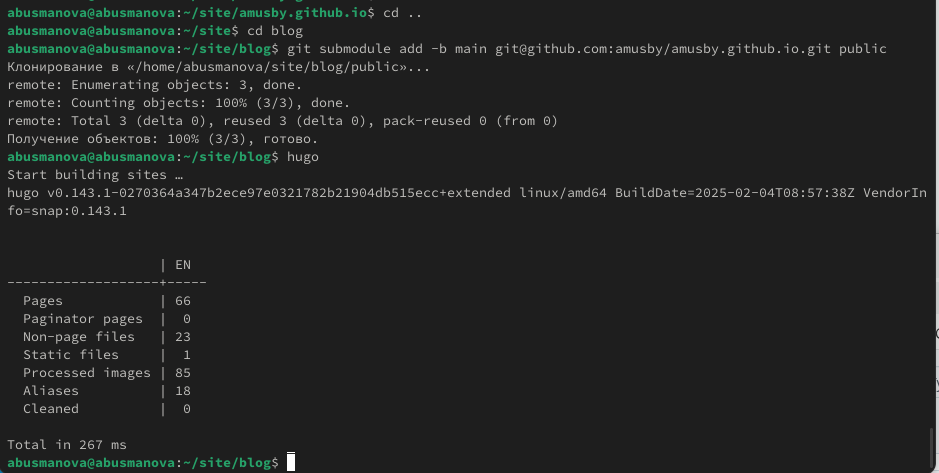 abusmanova@abusmanova:~/site/amusby.github.io$ cd ..
abusmanova@abusmanova:~/site$ cd blog
abusmanova@abusmanova:~/site/blog$ git submodule add -b main git@github.com:amusby/amusby.github.io.git public
Клонирование в «/home/abusmanova/site/blog/public»...
remote: Enumerating objects: 3, done.
remote: Counting objects: 100% (3/3), done.
remote: Total 3 (delta 0), reused 3 (delta 0), pack-reused 0 (from 0)
Получение объектов: 100% (3/3), готово.
abusmanova@abusmanova:~/site/blog$ hugo
Start building sites …
hugo v0.143.1-0270364a347b2ece97e0321782b21904db515ecc+extended linux/amd64 BuildDate=2025-02-04T08:57:38Z VendorIn
fo=snap:0.143.1
                   | EN
-------------------+-----
  Pages            | 66
  Paginator pages  |  0
  Non-page files   | 23
  Static files     |  1
  Processed images | 85
  Aliases          | 18
  Cleaned          |  0
Total in 267 ms
abusmanova@abusmanova:~/site/blog$